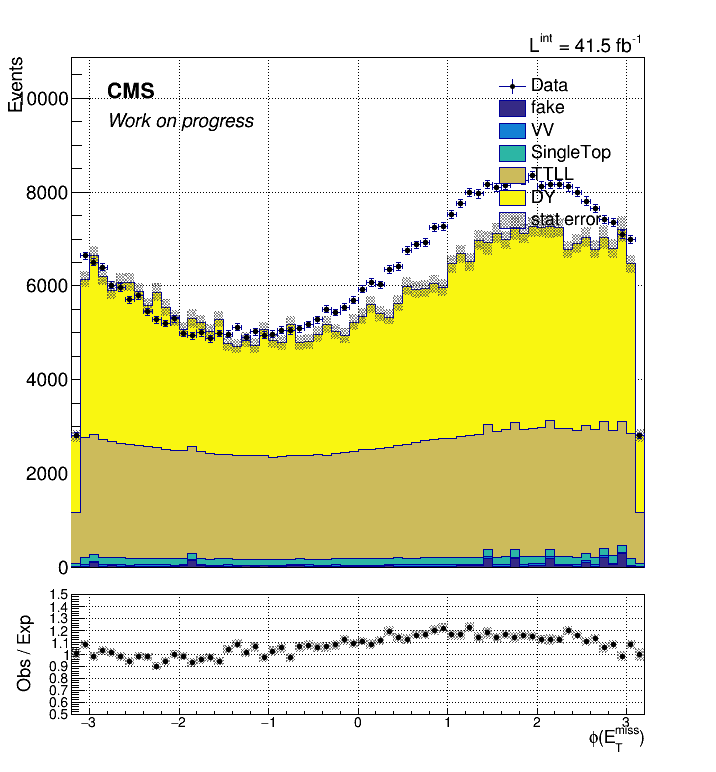 L^int = 41.5 fb^-1
Events
CMS
Work on progress
Data
fake
VV
SingleTop
TTLL
DY
stat error
10000
8000
6000
4000
2000
0
Obs / Exp
1.5
1.4
1.3
1.2
1.1
1
0.9
0.8
0.7
0.6
0.5
−3 −2 −1 0 1 2 3
ϕ(E_T^miss)